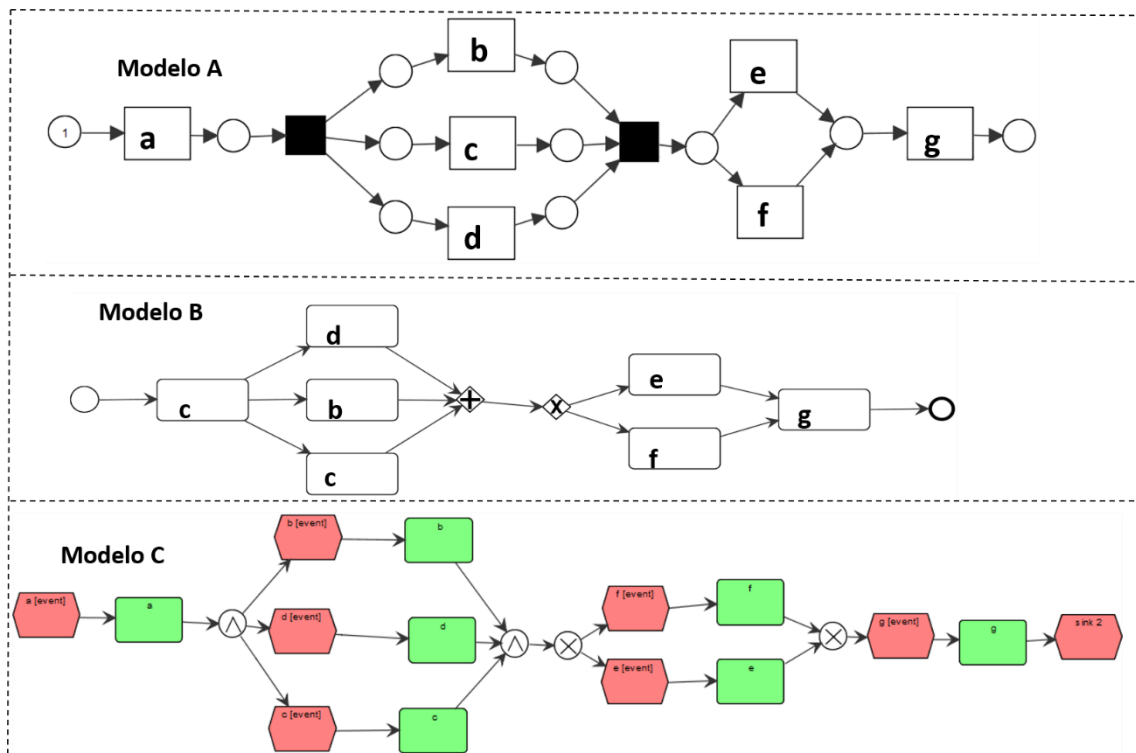 Modelo A
b
e
1
a
c
g
d
f
Modelo B
d
e
c
b
g
c
f
Modelo C
b [event]
b
a [event]
a
d [event]
d
f [event]
f
g [event]
g
sink 2
e [event]
e
c [event]
c